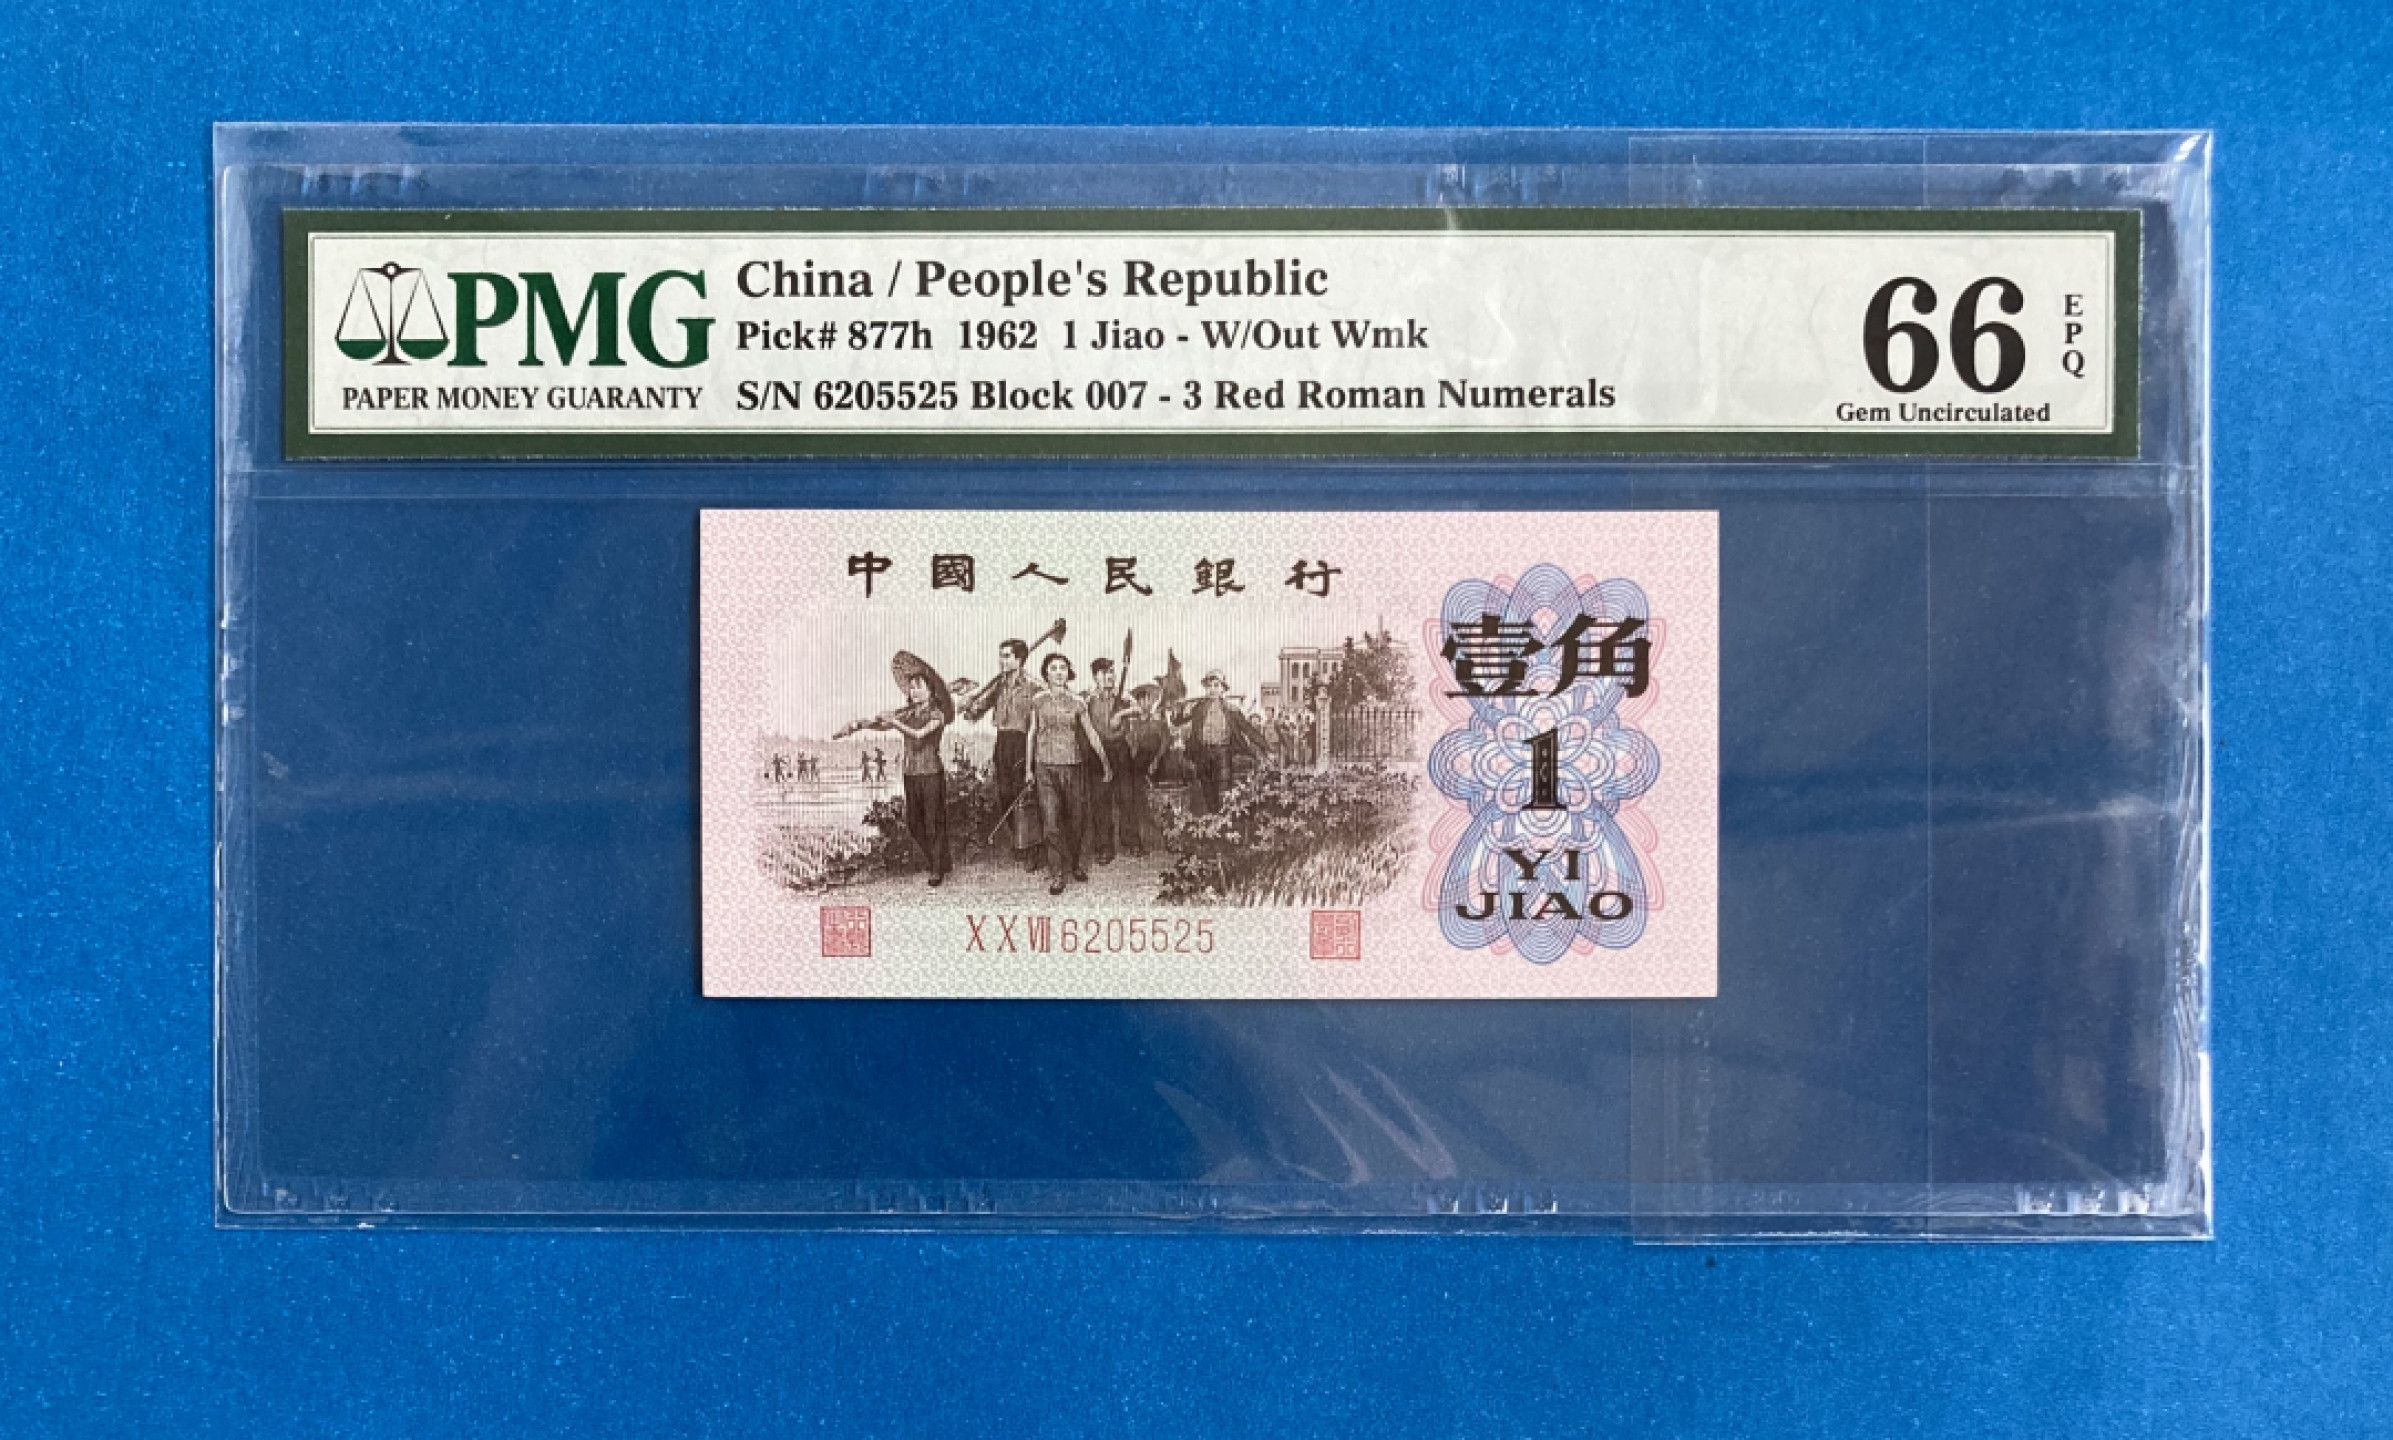 PMG
PAPER MONEY GUARANTY
China / People's Republic
Pick# 877h 1962 1 Jiao - W/Out Wmk
S/N 6205525 Block 007 - 3 Red Roman Numerals
66
EPQ
Gem Uncirculated
中國人民銀行
壹角
1
YI
JIAO
X X VII 6205525